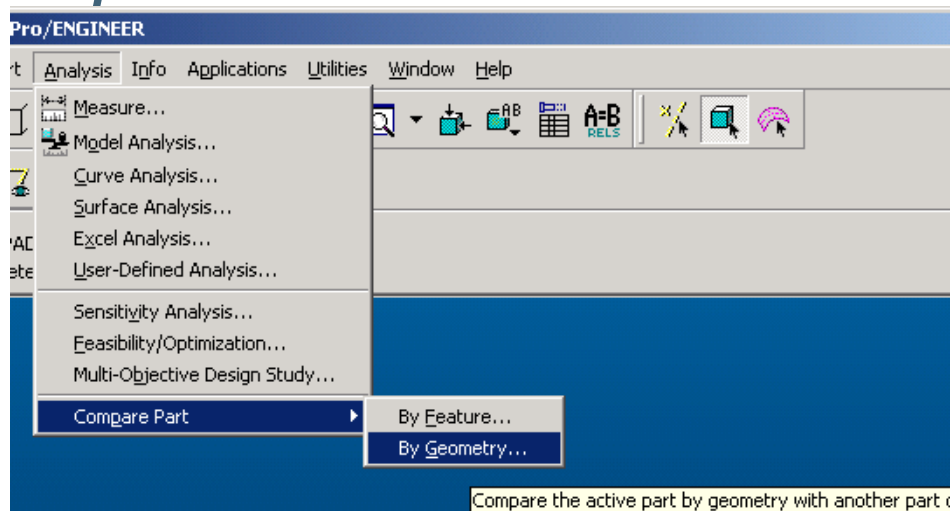 Pro/ENGINEER
Analysis Info Applications Utilities Window Help
Measure...
Model Analysis...
Curve Analysis...
Surface Analysis...
Excel Analysis...
User-Defined Analysis...
Sensitivity Analysis...
Feasibility/Optimization...
Multi-Objective Design Study...
Compare Part
By Feature...
By Geometry...
Compare the active part by geometry with another part
AB
A=B
RELS